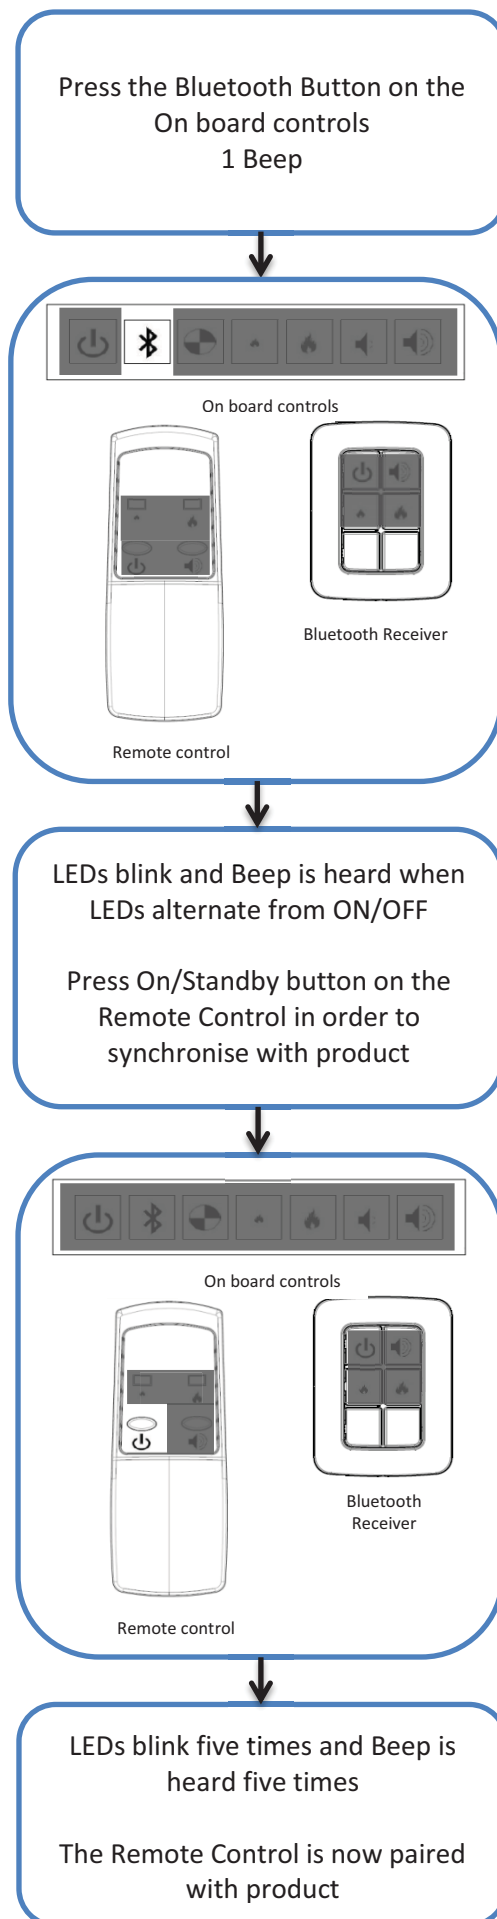 Press the Bluetooth Button on the
On board controls
1 Beep
On board controls
Bluetooth Receiver
Remote control
LEDs blink and Beep is heard when
LEDs alternate from ON/OFF
Press On/Standby button on the
Remote Control in order to
synchronise with product
On board controls
Bluetooth
Receiver
Remote control
LEDs blink five times and Beep is
heard five times
The Remote Control is now paired
with product